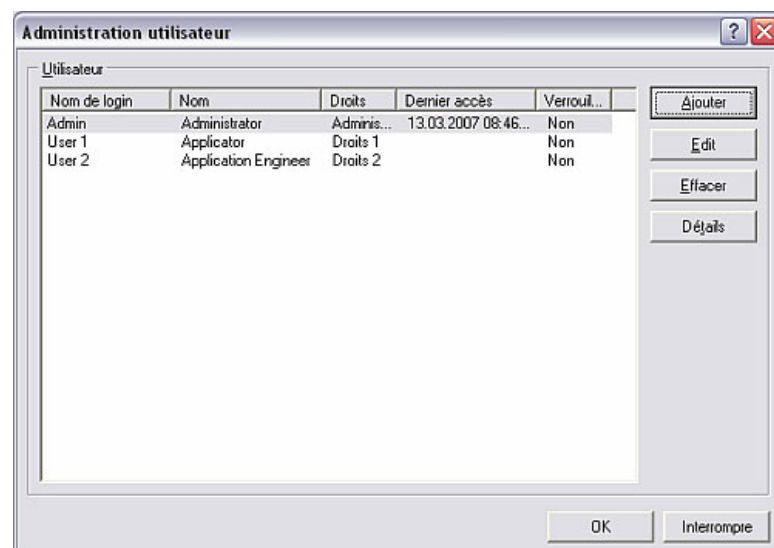 Administration utilisateur
Utilisateur
Nom de login Nom Droits Dernier accès Verrouil...
Admin Administrator Adminis... 13.03.2007 08:46... Non
User 1 Applicator Droits 1 Non
User 2 Application Engineer Droits 2 Non
Ajouter
Edit
Effacer
Détails
OK Interrompre